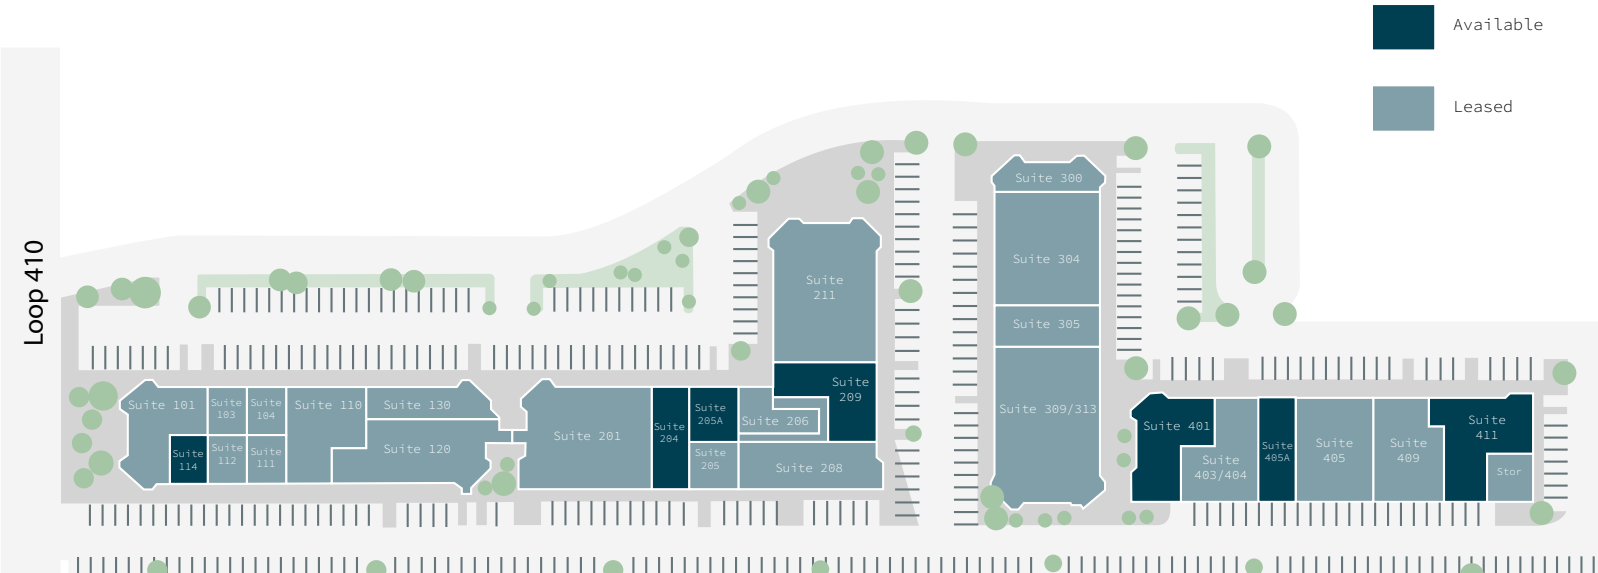 Available
Leased
Loop 410
Suite 101
Suite
103
Suite
104
Suite 110
Suite 130
Suite
114
Suite
112
Suite
111
Suite 120
Suite 201
Suite
204
Suite
205A
Suite
205
Suite 206
Suite 208
Suite
209
Suite
211
Suite 300
Suite 304
Suite 305
Suite 309/313
Suite 401
Suite
403/404
Suite
405A
Suite
405
Suite
409
Suite
411
Stor